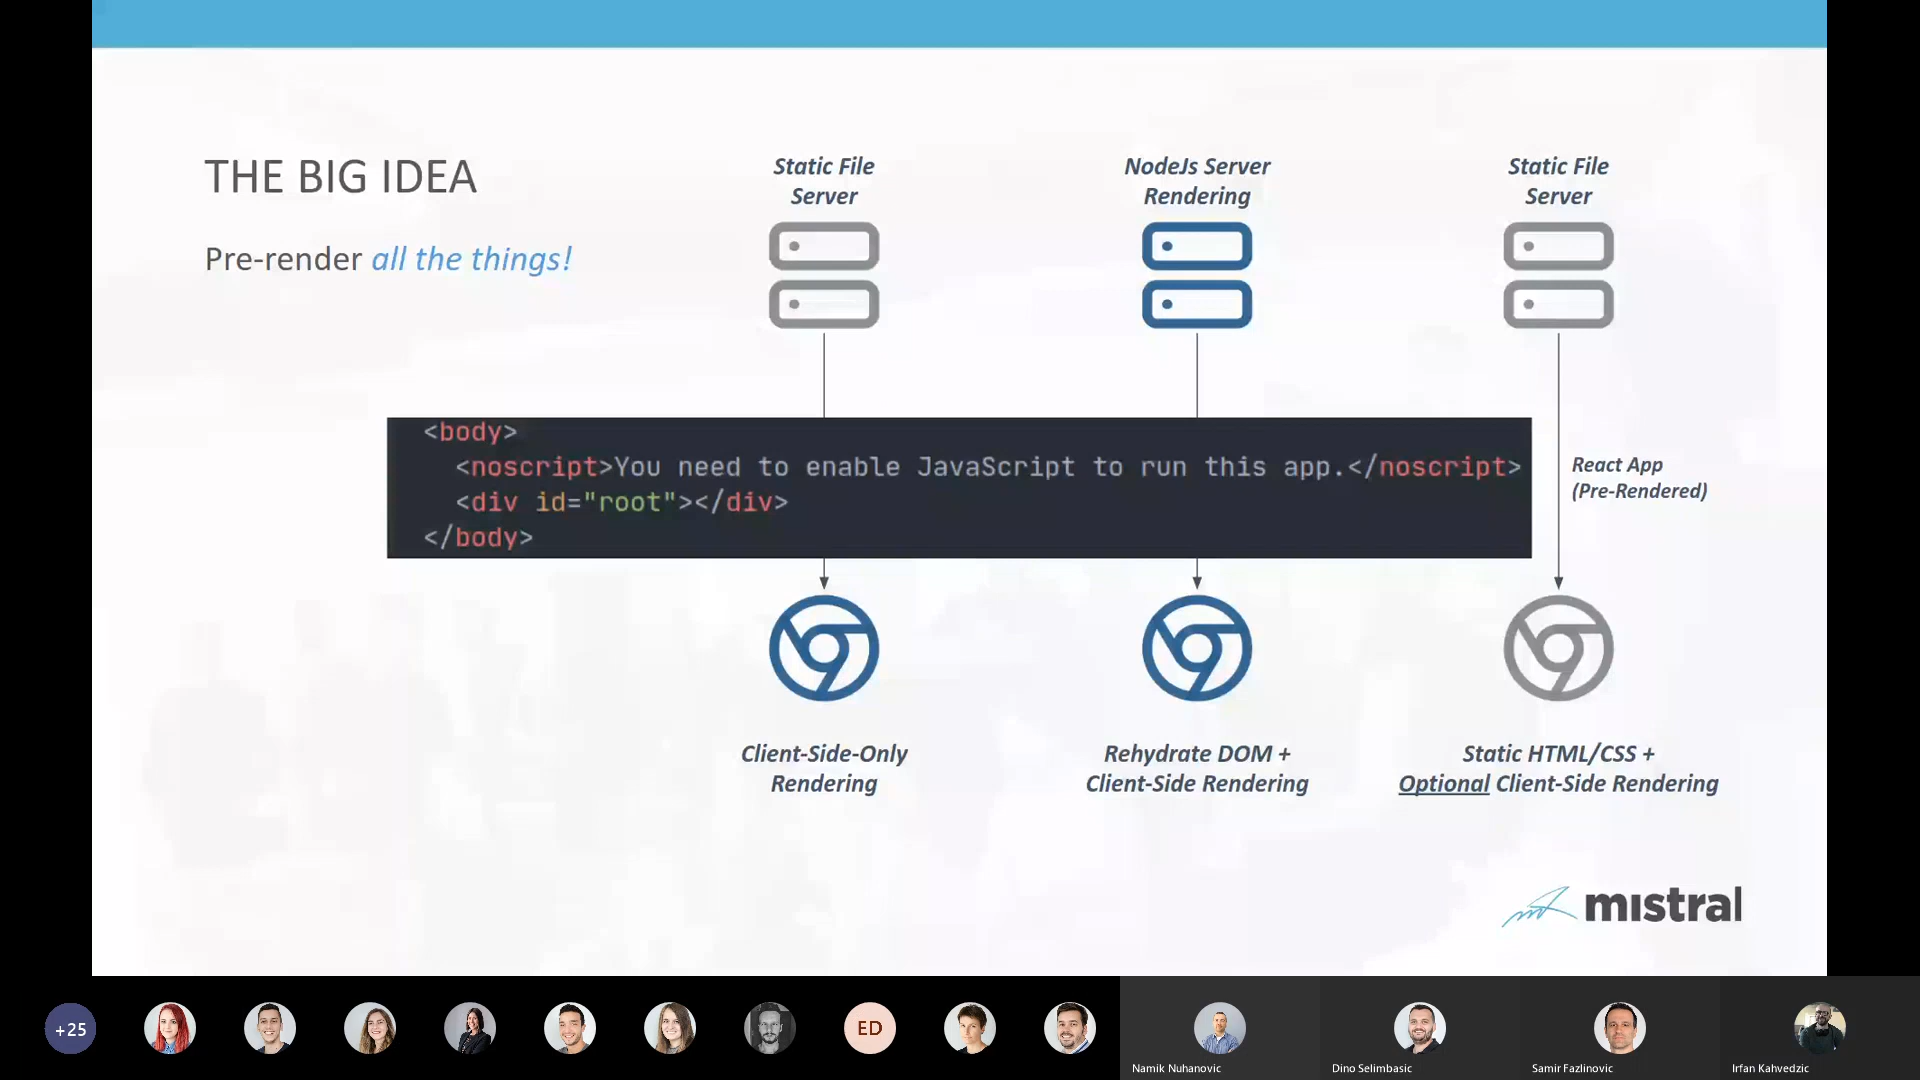 THE BIG IDEA
Pre-render all the things!
Static File
Server
NodeJs Server
Rendering
Static File
Server
<body>
<noscript>You need to enable JavaScript to run this app.</noscript>
<div id="root"></div>
</body>
React App
(Pre-Rendered)
Client-Side-Only
Rendering
Rehydrate DOM +
Client-Side Rendering
Static HTML/CSS +
Optional Client-Side Rendering
mistral
+25
ED
Namik Nuhanovic
Dino Selimbasic
Samir Fazlinovic
Irfan Kahvedzic